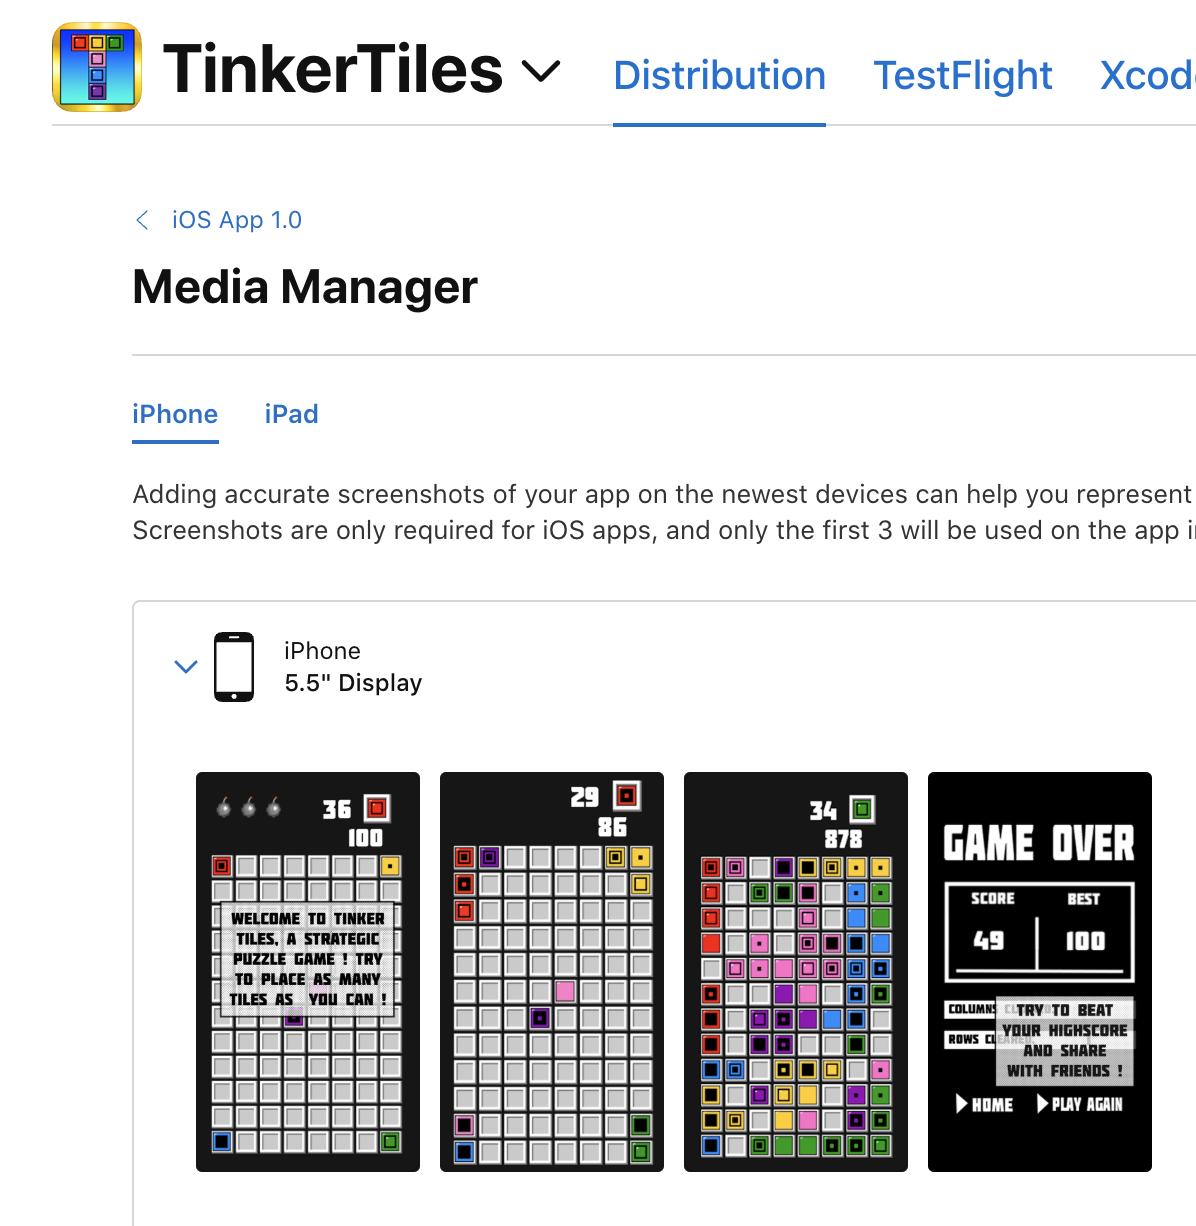 TinkerTiles
Distribution
TestFlight
iOS App 1.0
Media Manager
iPhone
iPad
Adding accurate screenshots of your app on the newest devices can help you represent
Screenshots are only required for iOS apps, and only the first 3 will be used on the app
iPhone
5.5" Display
36
100
WELCOME TO TINKER
TILES, A STRATEGIC
PUZZLE GAME ! TRY
TO PLACE AS MANY
TILES AS YOU CAN !
29
86
34
878
GAME OVER
SCORE
BEST
49
100
COLUMNS
ROWS
TRY TO BEAT
YOUR HIGHSCORE
AND SHARE
WITH FRIENDS !
HOME
PLAY AGAIN